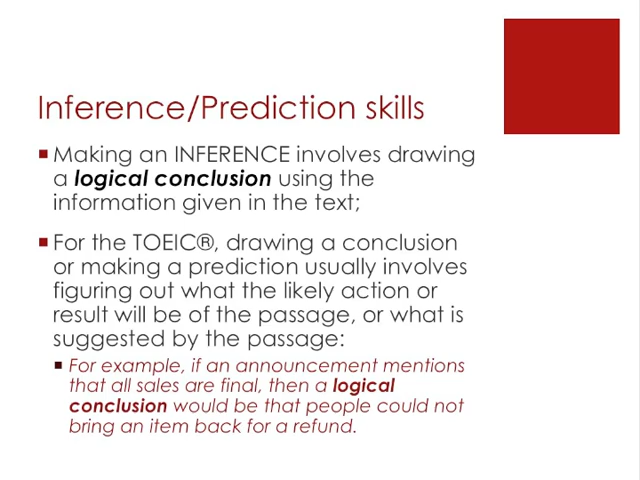 Inference/Prediction skills
Making an INFERENCE involves drawing
a logical conclusion using the
information given in the text;
For the TOEIC®, drawing a conclusion
or making a prediction usually involves
figuring out what the likely action or
result will be of the passage, or what is
suggested by the passage:
For example, if an announcement mentions
that all sales are final, then a logical
conclusion would be that people could not
bring an item back for a refund.